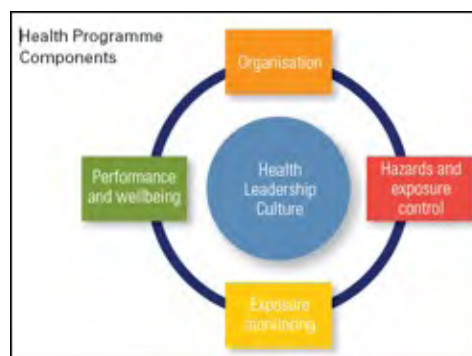 Health Programme
Components
Organisation
Performance
and wellbeing
Health
Leadership
Culture
Hazards and
exposure
control
Exposure
monitoring